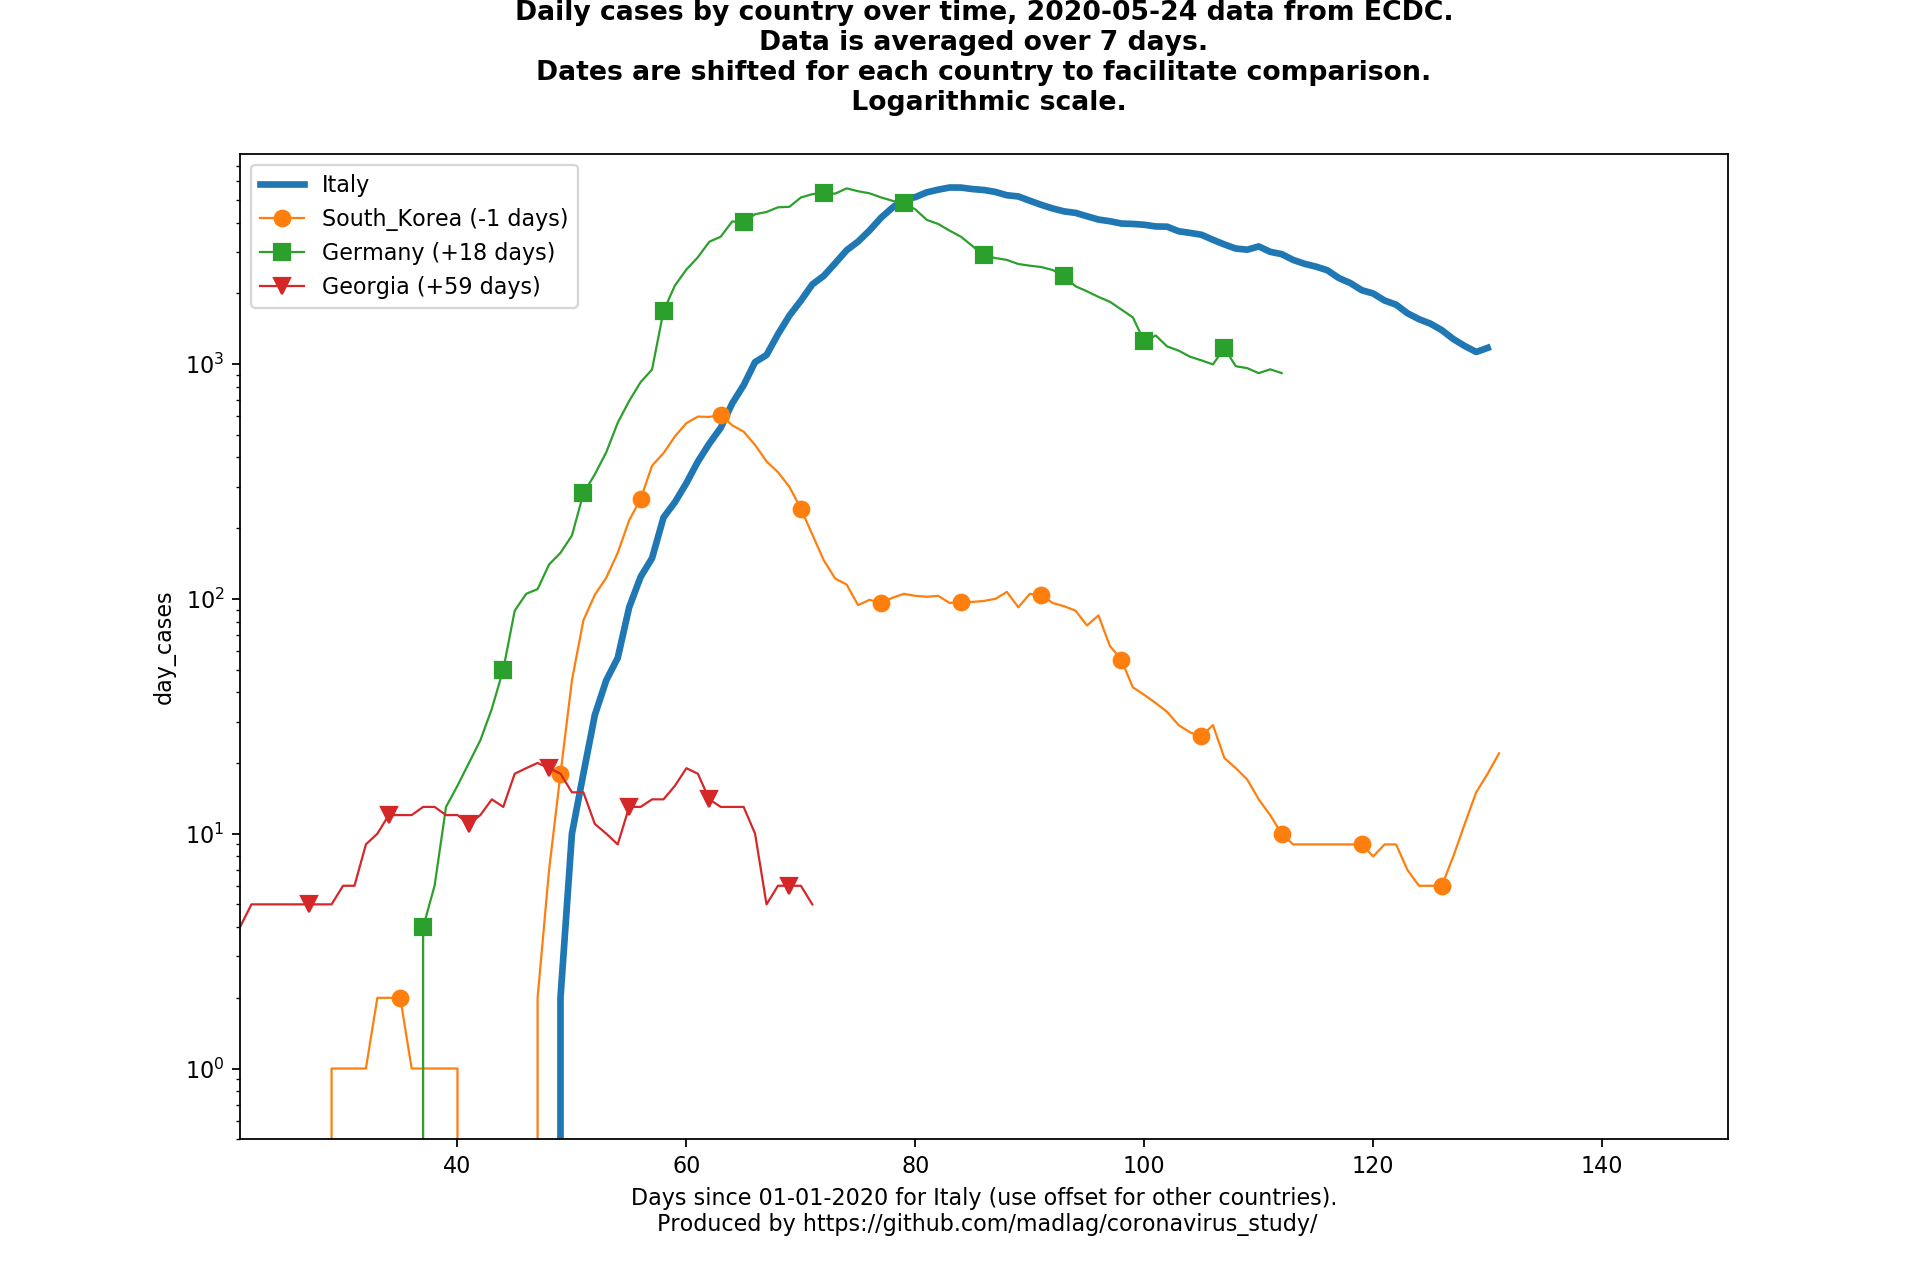 Daily cases by country over time, 2020-05-24 data from ECDC.
Data is averaged over 7 days.
Dates are shifted for each country to facilitate comparison.
Logarithmic scale.
Italy
South_Korea (-1 days)
Germany (+18 days)
Georgia (+59 days)
day_cases
10³
10²
10¹
10⁰
40 60 80 100 120 140
Days since 01-01-2020 for Italy (use offset for other countries).
Produced by https://github.com/madlag/coronavirus_study/